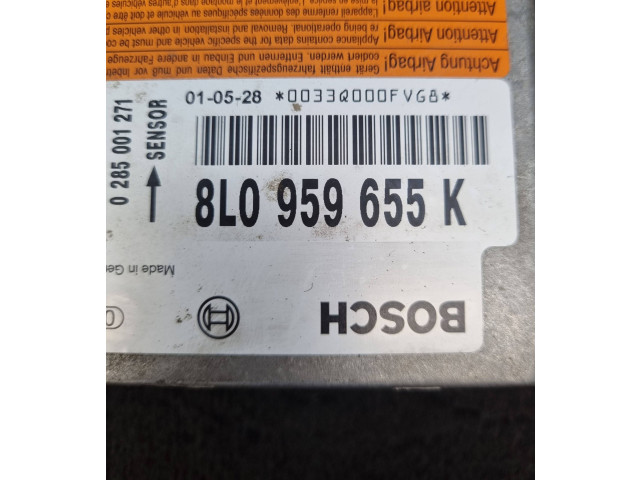 Attention airbag!
l'appareil renferme des données spécifiques au véhicule et doit être
Attention Airbag!
Appliance contains data for the specific vehicle and must be
being re operational. Removal and installation in other vehicles
Achtung Airbag!
Gerät enthält fahrzeugspezifische Daten und muß vor
codiert werden. Entfernen und Einbau in andere Fahrzeuge
01-05-28 *0033Q000FVG8*
0 285 001 271
SENSOR
8L0 959 655 K
Made in Ge
BOSCH